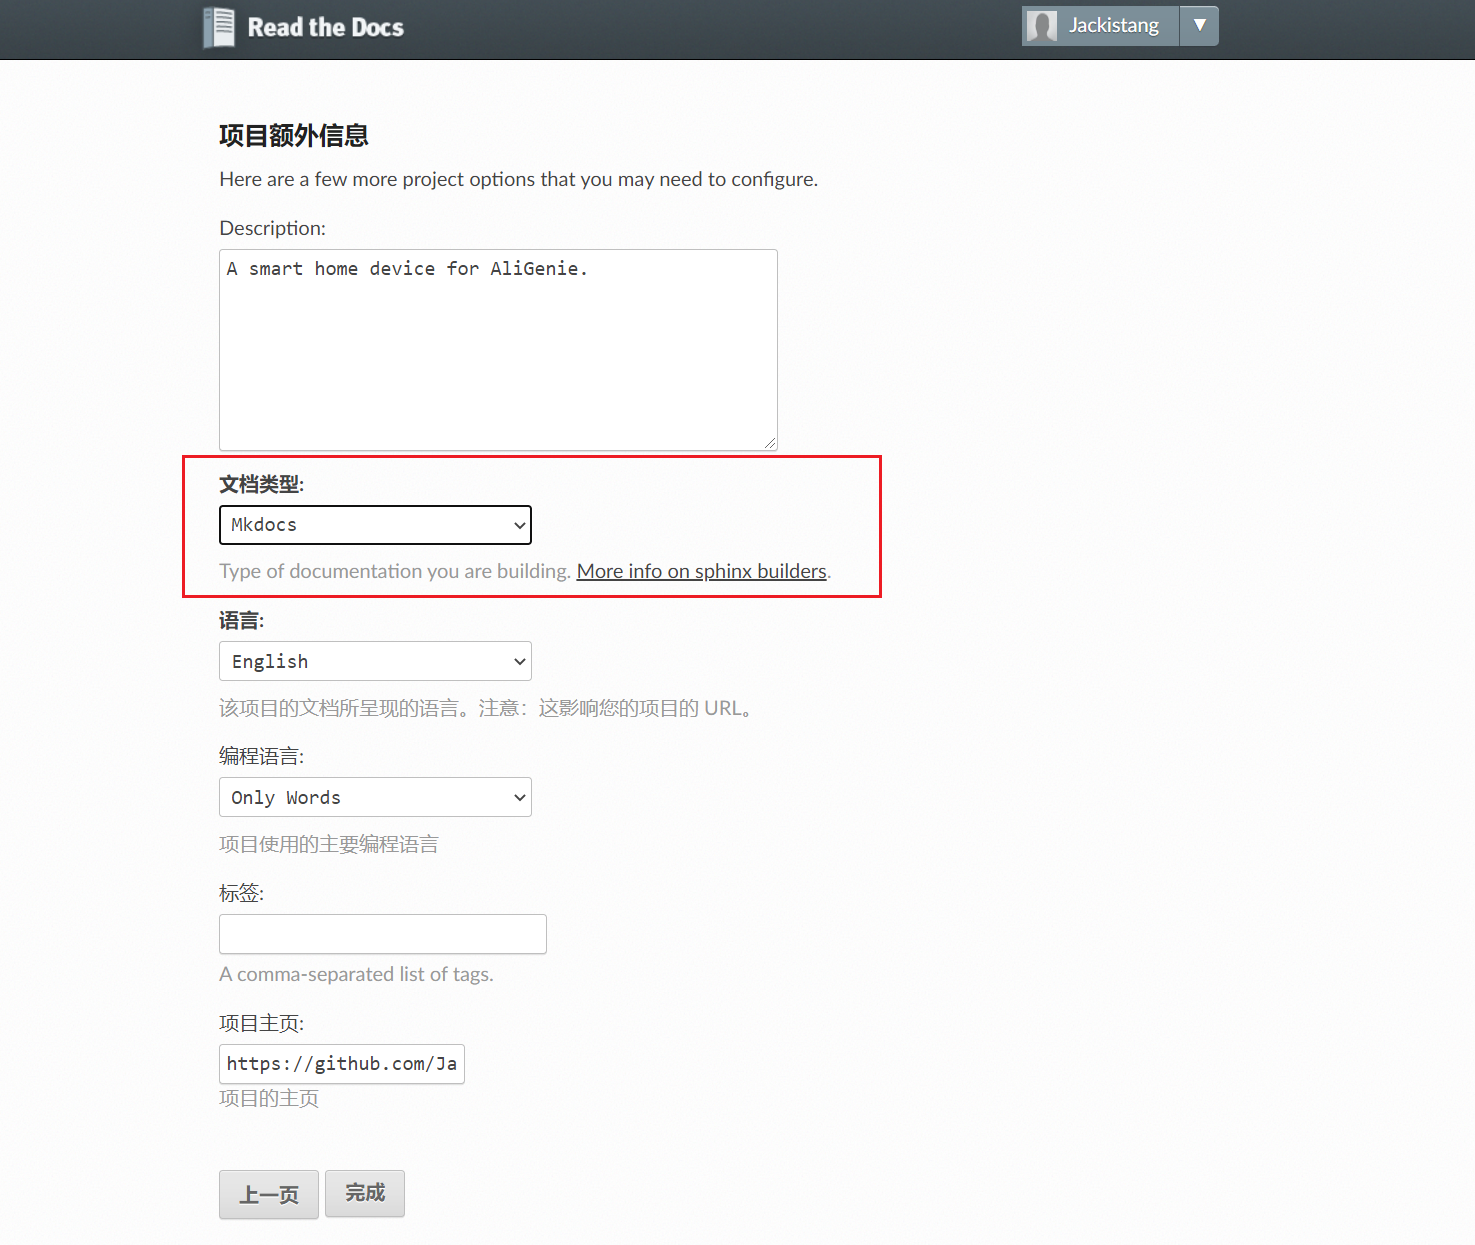 Read the Docs
Jackistang
项目额外信息
Here are a few more project options that you may need to configure.
Description:
A smart home device for AliGenie.
文档类型:
Mkdocs
Type of documentation you are building. More info on sphinx builders.
语言:
English
该项目的文档所呈现的语言。注意：这影响您的项目的 URL。
编程语言:
Only Words
项目使用的主要编程语言
标签:
A comma-separated list of tags.
项目主页:
https://github.com/Ja
项目的主页
上一页 完成